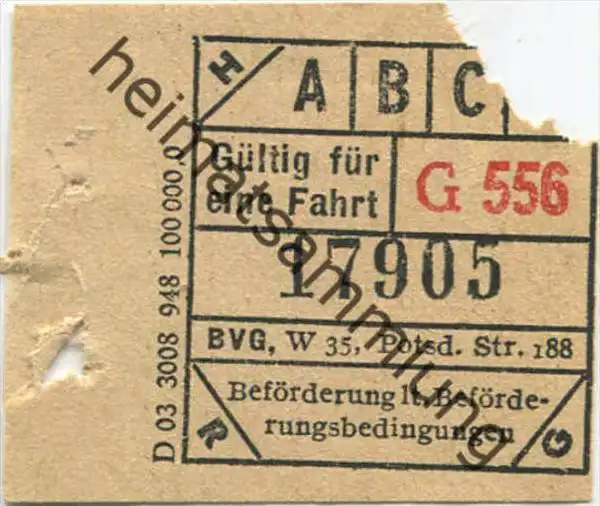 H A B C
Gültig für
eine Fahrt
G 556
17905
BVG, W 35, Potsd. Str. 188
Beförderung lt. Beförde-
rungsbedingungen
R G
D 03 3008 948 100 000.0
heimatsammlung